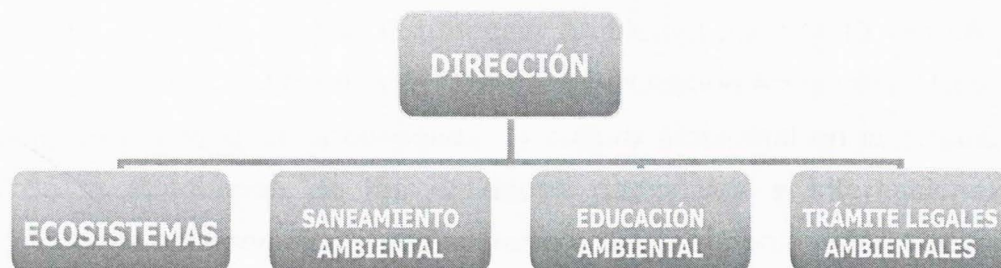 DIRECCIÓN
ECOSISTEMAS
SANEAMIENTO
AMBIENTAL
EDUCACIÓN
AMBIENTAL
TRÁMITE LEGALES
AMBIENTALES